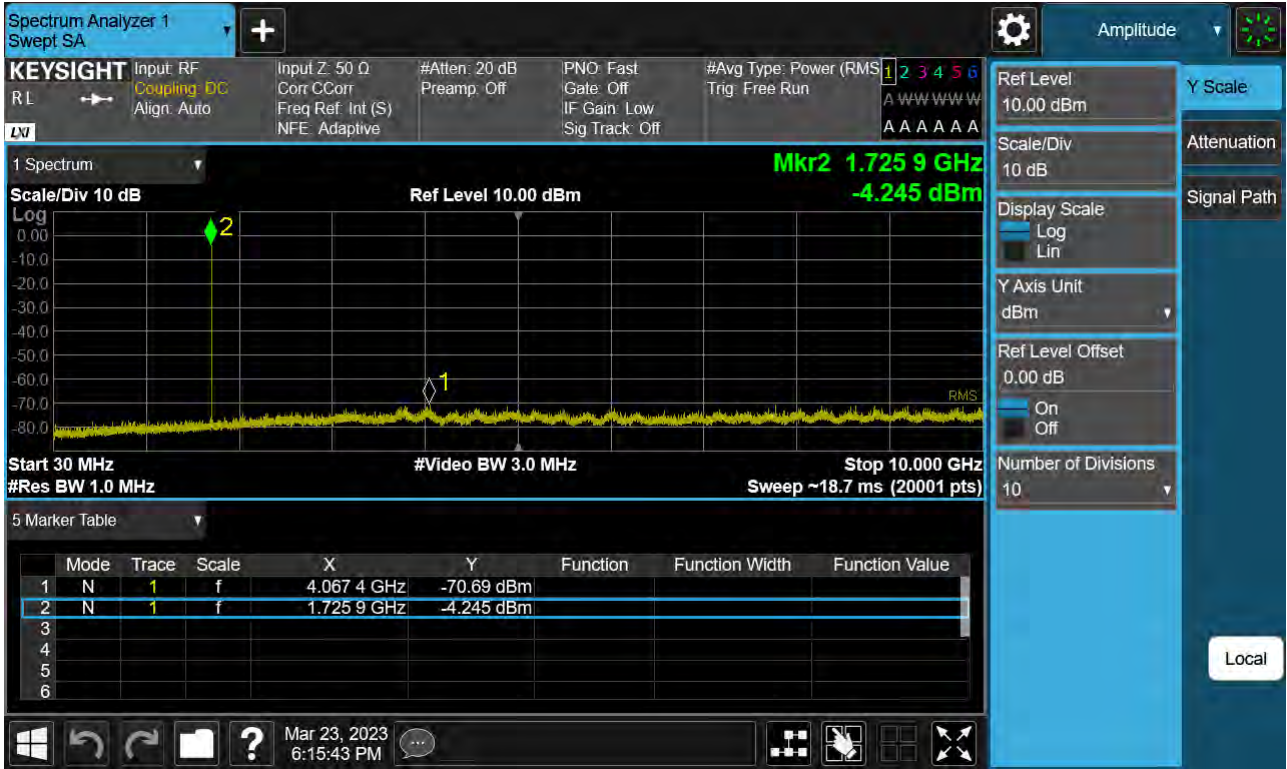 Spectrum Analyzer 1
Swept SA
+
Amplitude
KEYSIGHT
RL
LXI
Input: RF
Coupling: DC
Align: Auto
Input Z: 50 Ω
Corr CCorr
Freq Ref: Int (S)
NFE: Adaptive
#Atten: 20 dB
Preamp: Off
PNO: Fast
Gate: Off
IF Gain: Low
Sig Track: Off
#Avg Type: Power (RMS
Trig: Free Run
1 2 3 4 5 6
A W W W W W
A A A A A A
1 Spectrum
Mkr2 1.725 9 GHz
-4.245 dBm
Scale/Div 10 dB
Ref Level 10.00 dBm
Log
0.00
-10.0
-20.0
-30.0
-40.0
-50.0
-60.0
-70.0
-80.0
2
1
RMS
Start 30 MHz
#Video BW 3.0 MHz
Stop 10.000 GHz
#Res BW 1.0 MHz
Sweep ~18.7 ms (20001 pts)
5 Marker Table
Mode Trace Scale X Y Function Function Width Function Value
1 N 1 f 4.067 4 GHz -70.69 dBm
2 N 1 f 1.725 9 GHz -4.245 dBm
3
4
5
6
Ref Level
10.00 dBm
Scale/Div
10 dB
Display Scale
Log
Lin
Y Axis Unit
dBm
Ref Level Offset
0.00 dB
On
Off
Number of Divisions
10
Y Scale
Attenuation
Signal Path
Local
?
Mar 23, 2023
6:15:43 PM